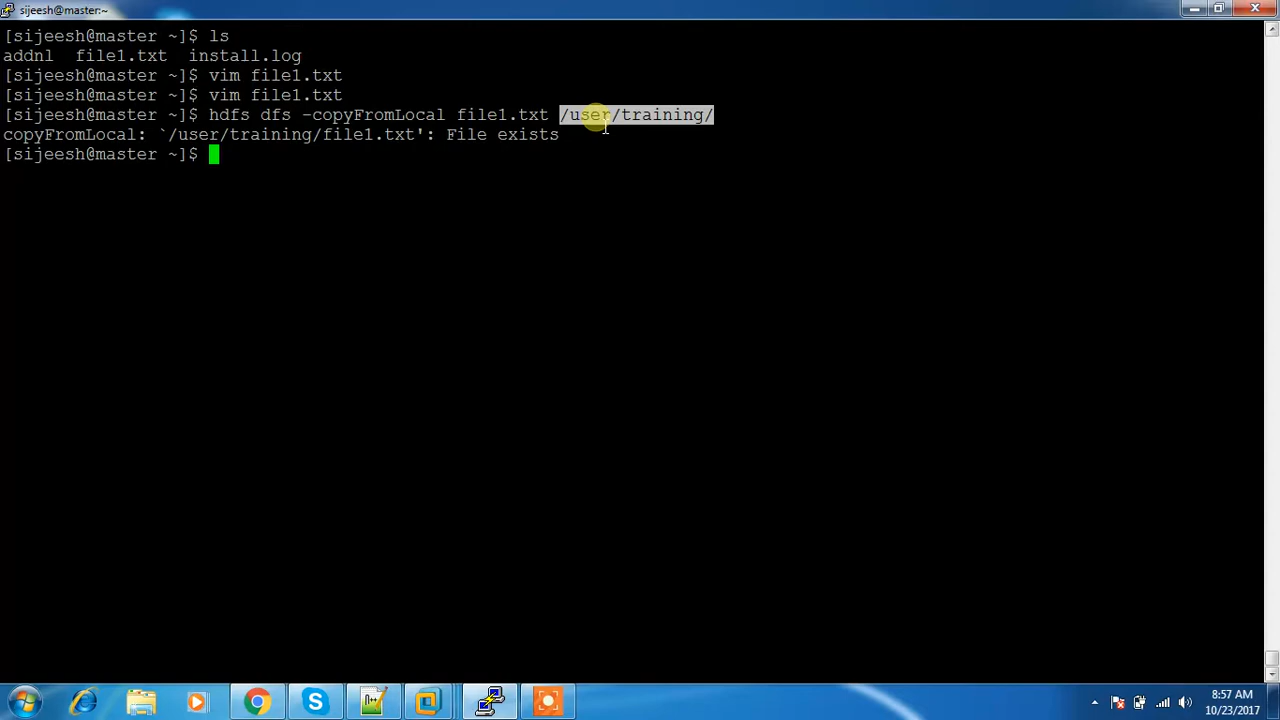 sijeesh@master:~
[sijeesh@master ~]$ ls
addnl  file1.txt  install.log
[sijeesh@master ~]$ vim file1.txt
[sijeesh@master ~]$ vim file1.txt
[sijeesh@master ~]$ hdfs dfs -copyFromLocal file1.txt /user/training/
copyFromLocal: `/user/training/file1.txt': File exists
[sijeesh@master ~]$
8:57 AM
10/23/2017